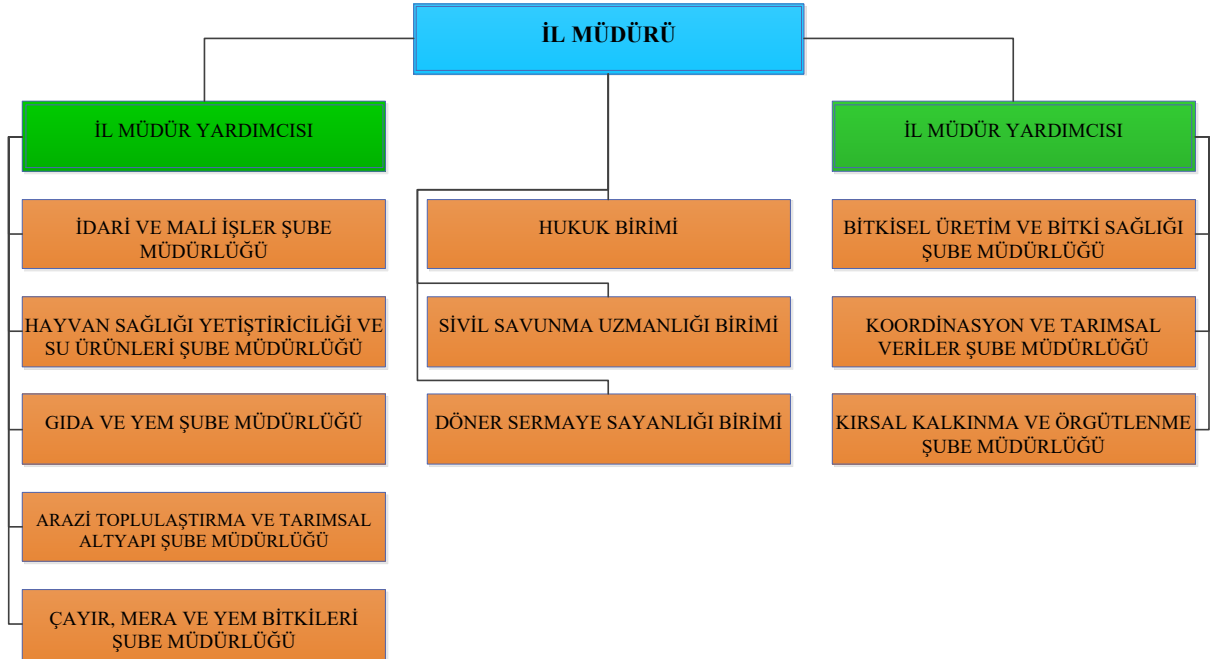 İL MÜDÜRÜ
İL MÜDÜR YARDIMCISI
İL MÜDÜR YARDIMCISI
İDARİ VE MALİ İŞLER ŞUBE
MÜDÜRLÜĞÜ
HUKUK BİRİMİ
BİTKİSEL ÜRETİM VE BİTKİ SAĞLIĞI
ŞUBE MÜDÜRLÜĞÜ
HAYVAN SAĞLIĞI YETİŞTİRİCİLİĞİ VE
SU ÜRÜNLERİ ŞUBE MÜDÜRLÜĞÜ
SİVİL SAVUNMA UZMANLIĞI BİRİMİ
KOORDİNASYON VE TARIMSAL
VERİLER ŞUBE MÜDÜRLÜĞÜ
GIDA VE YEM ŞUBE MÜDÜRLÜĞÜ
DÖNER SERMAYE SAYANLIĞI BİRİMİ
KIRSAL KALKINMA VE ÖRGÜTLENME
ŞUBE MÜDÜRLÜĞÜ
ARAZİ TOPLULAŞTIRMA VE TARIMSAL
ALTYAPI ŞUBE MÜDÜRLÜĞÜ
ÇAYIR, MERA VE YEM BİTKİLERİ
ŞUBE MÜDÜRLÜĞÜ